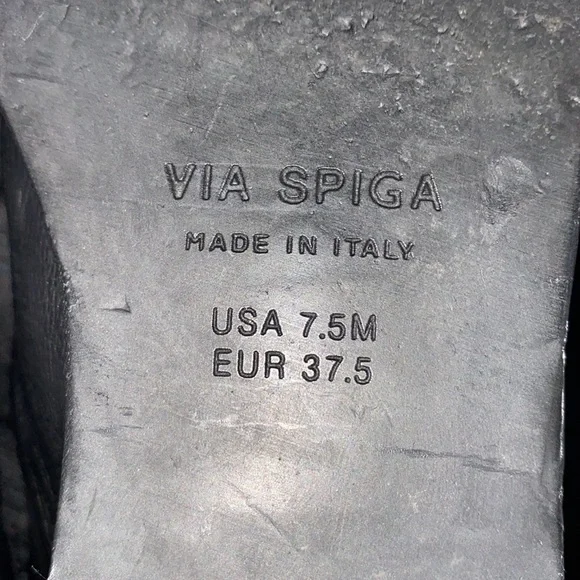 VIA SPIGA
MADE IN ITALY
USA 7.5M
EUR 37.5